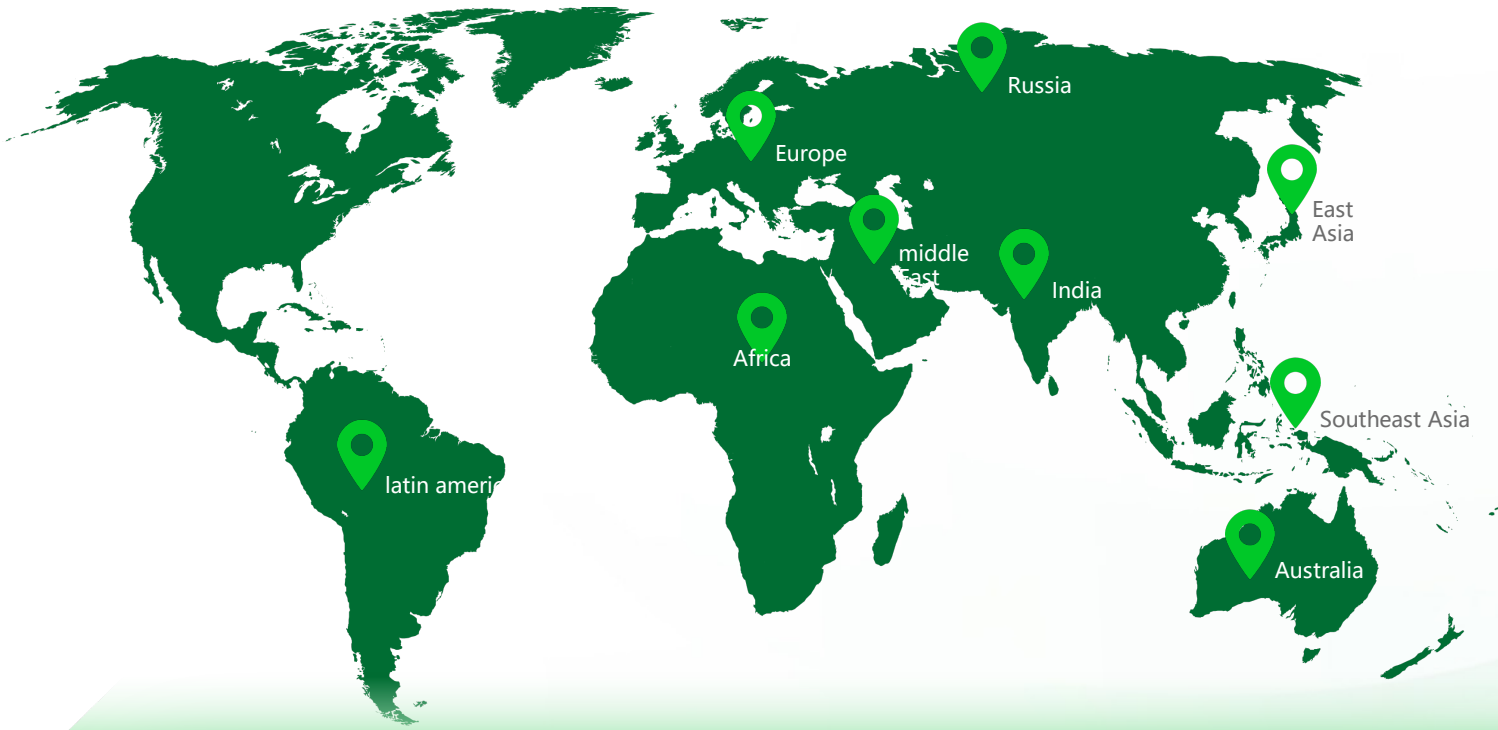 Russia
Europe
East
Asia
middle
East
India
Africa
Southeast Asia
latin americ
Australia